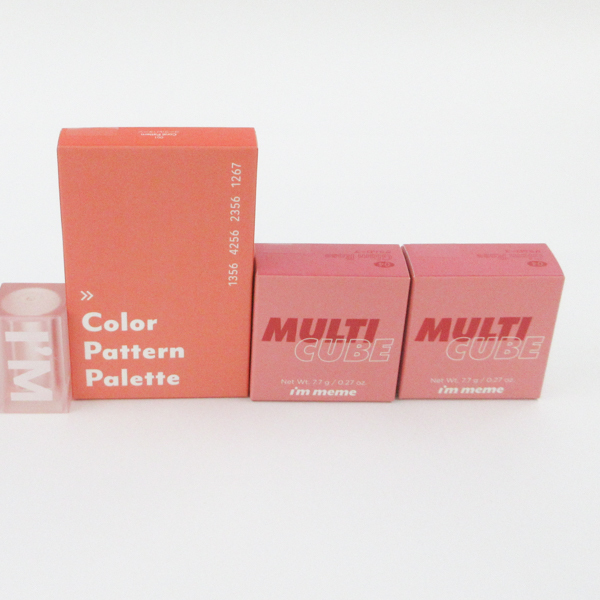 I'M
1356 4256 2356 1267
»
Color
Pattern
Palette
MULTI
CUBE
Net Wt. 7.7 g / 0.27 oz.
i'm meme
MULTI
CUBE
Net Wt. 7.7 g / 0.27 oz.
i'm meme